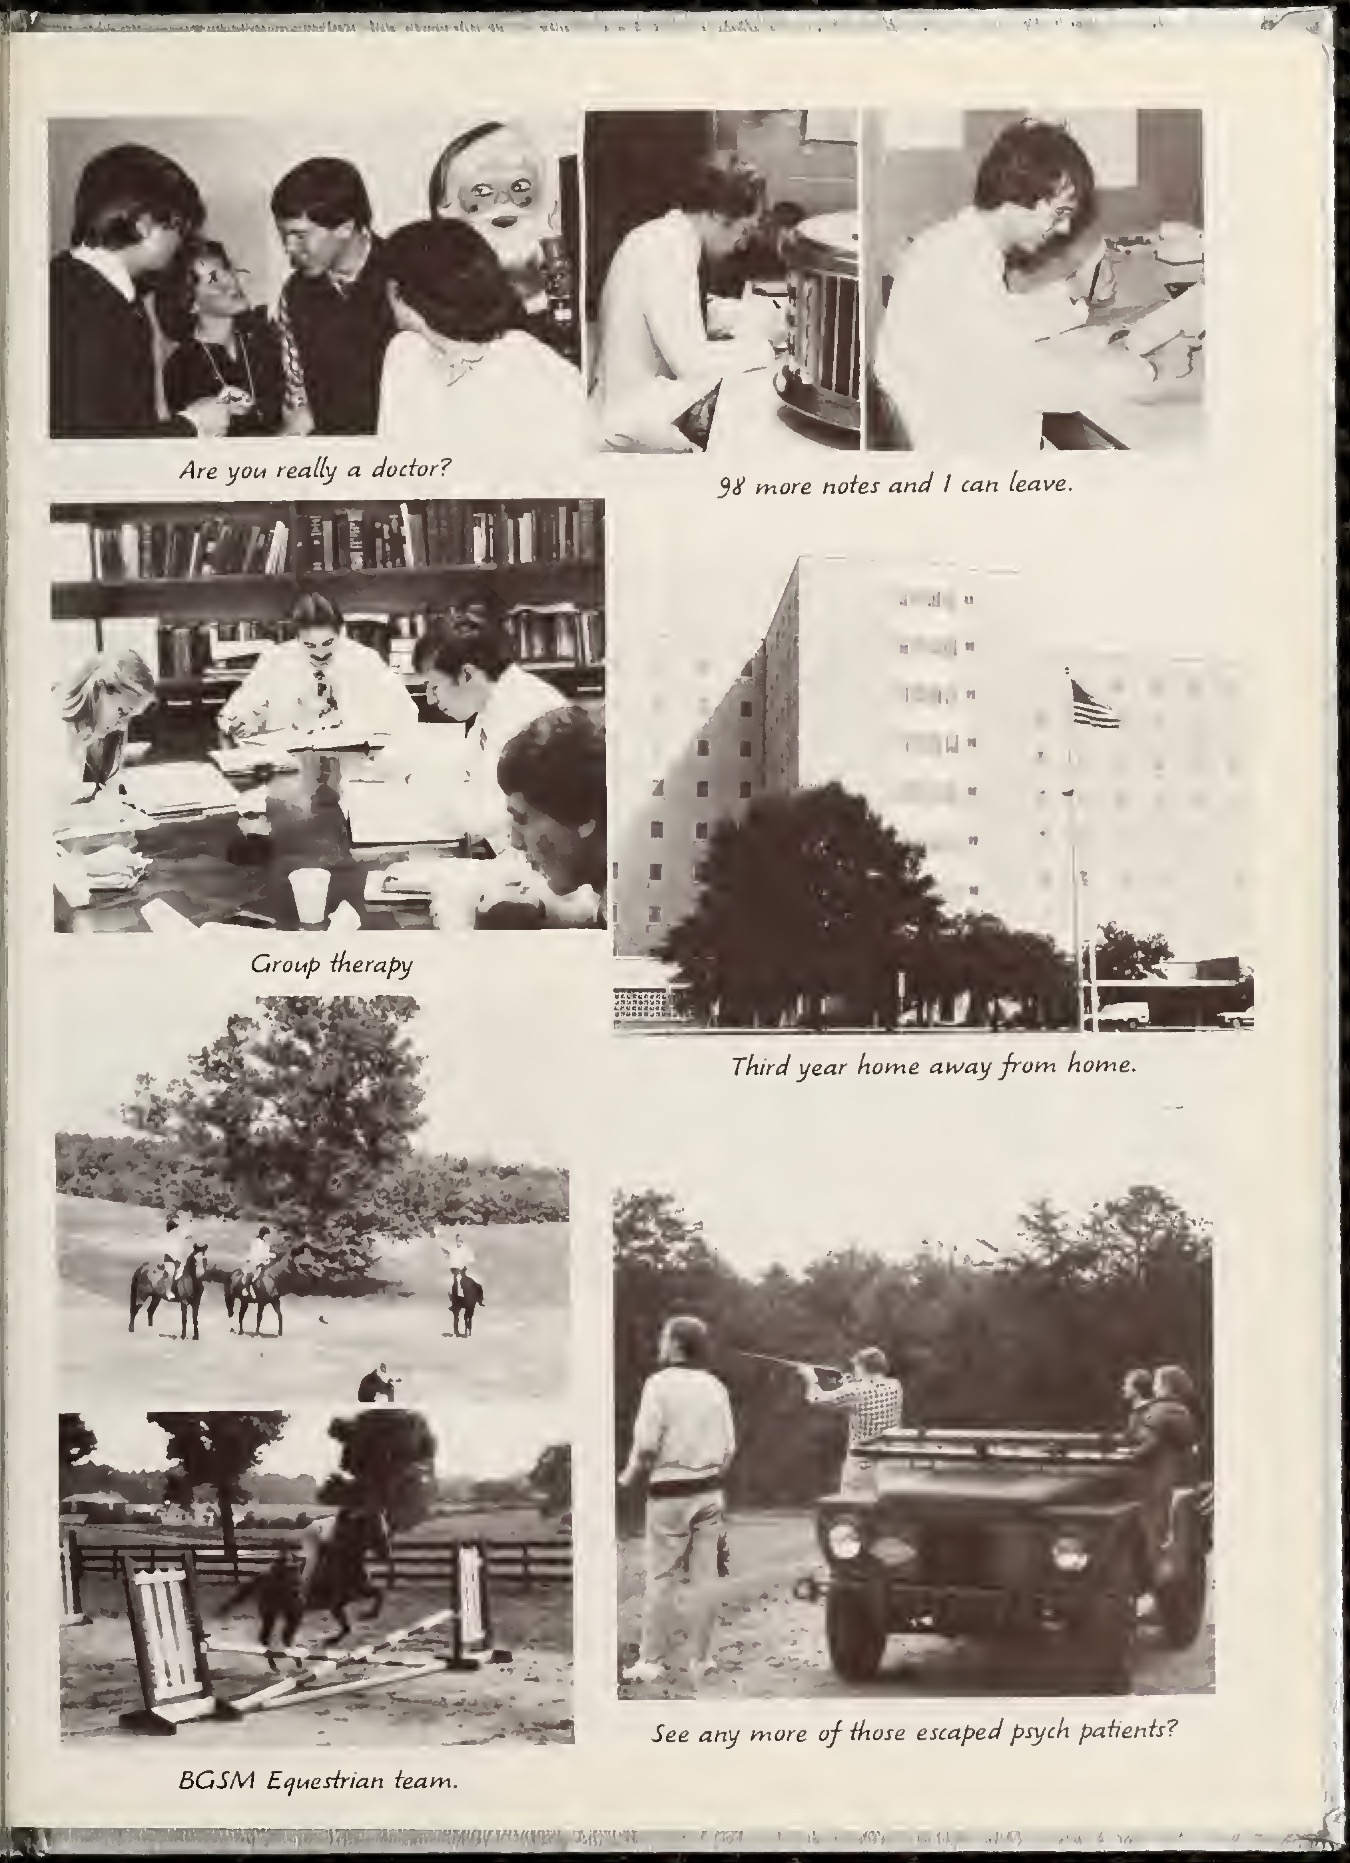 Are you really a doctor?
98 more notes and I can leave.
Group therapy
Third year home away from home.
See any more of those escaped psych patients?
BGSM Equestrian team.